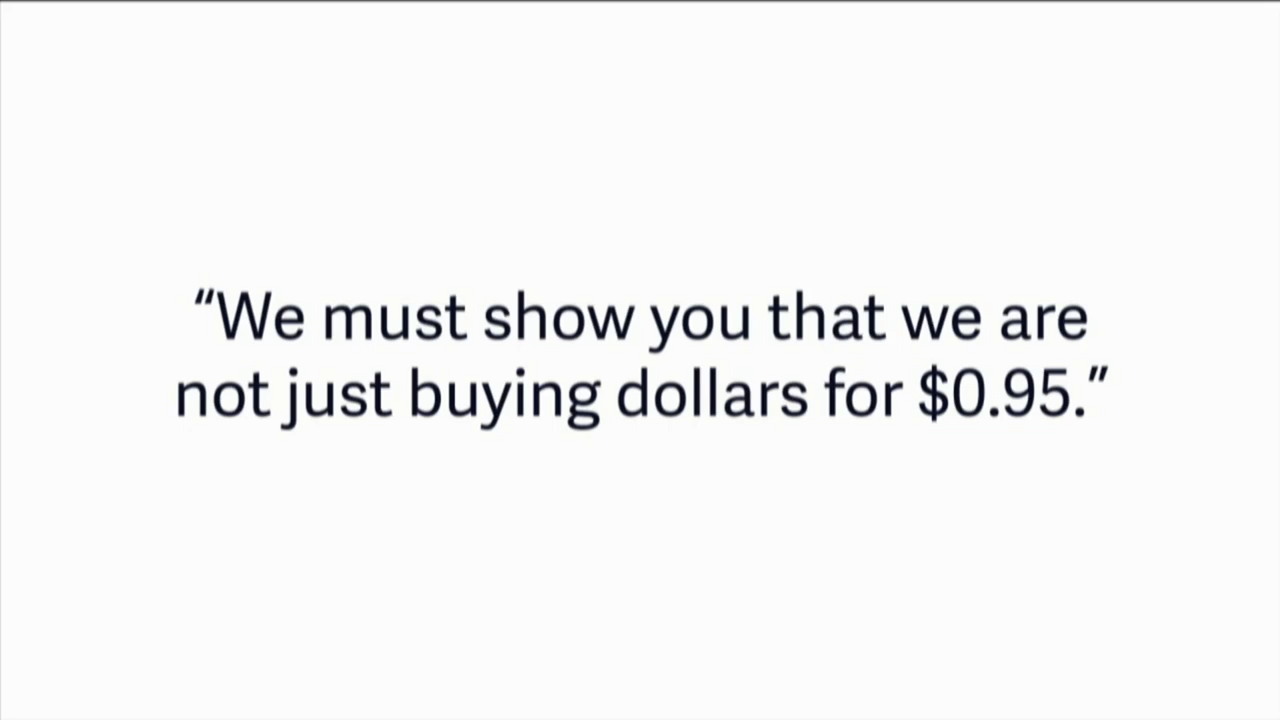 “We must show you that we are
not just buying dollars for $0.95.”